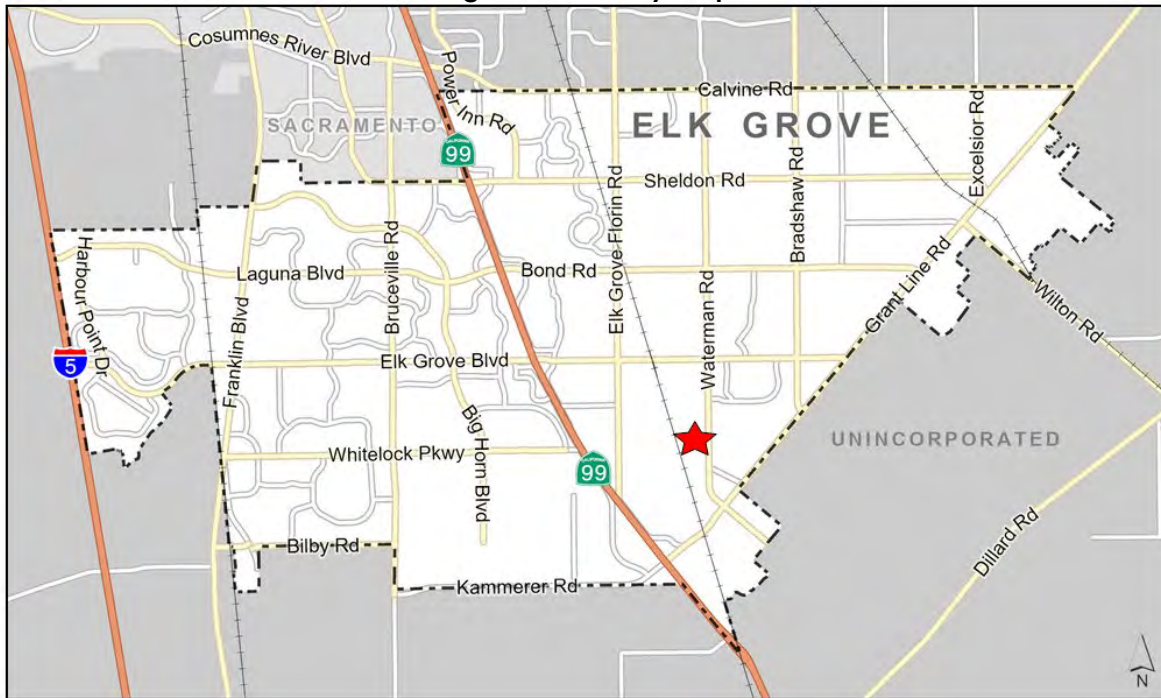 Cosumnes River Blvd
Power Inn Rd
Calvine Rd
SACRAMENTO
ELK GROVE
CALIFORNIA
99
Excelsior Rd
Sheldon Rd
Bradshaw Rd
Elk Grove-Florin Rd
Harbour Point Dr
Bruceville Rd
Laguna Blvd
Bond Rd
Grant Line Rd
Wilton Rd
Franklin Blvd
Waterman Rd
5
Elk Grove Blvd
Big Horn Blvd
UNINCORPORATED
Whitelock Pkwy
CALIFORNIA
99
Dillard Rd
Bilby Rd
Kammerer Rd
N